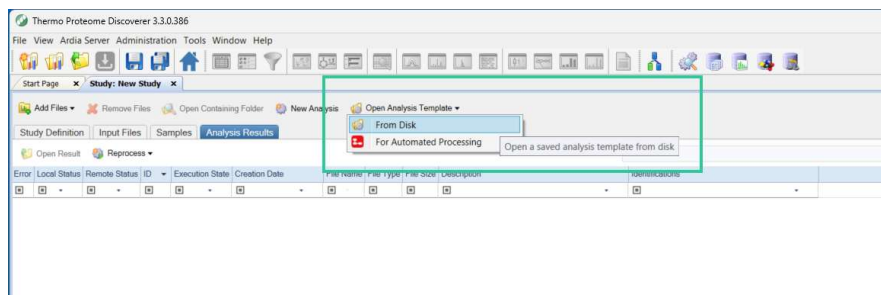 Thermo Proteome Discoverer 3.3.0.386
File View Ardia Server Administration Tools Window Help
Start Page x Study: New Study x
Add Files Remove Files Open Containing Folder New Analysis Open Analysis Template
From Disk
For Automated Processing
Open a saved analysis template from disk
Study Definition Input Files Samples Analysis Results
Open Result Reprocess
Error Local Status Remote Status ID Execution State Creation Date File Name File Type File Size Description Identifications